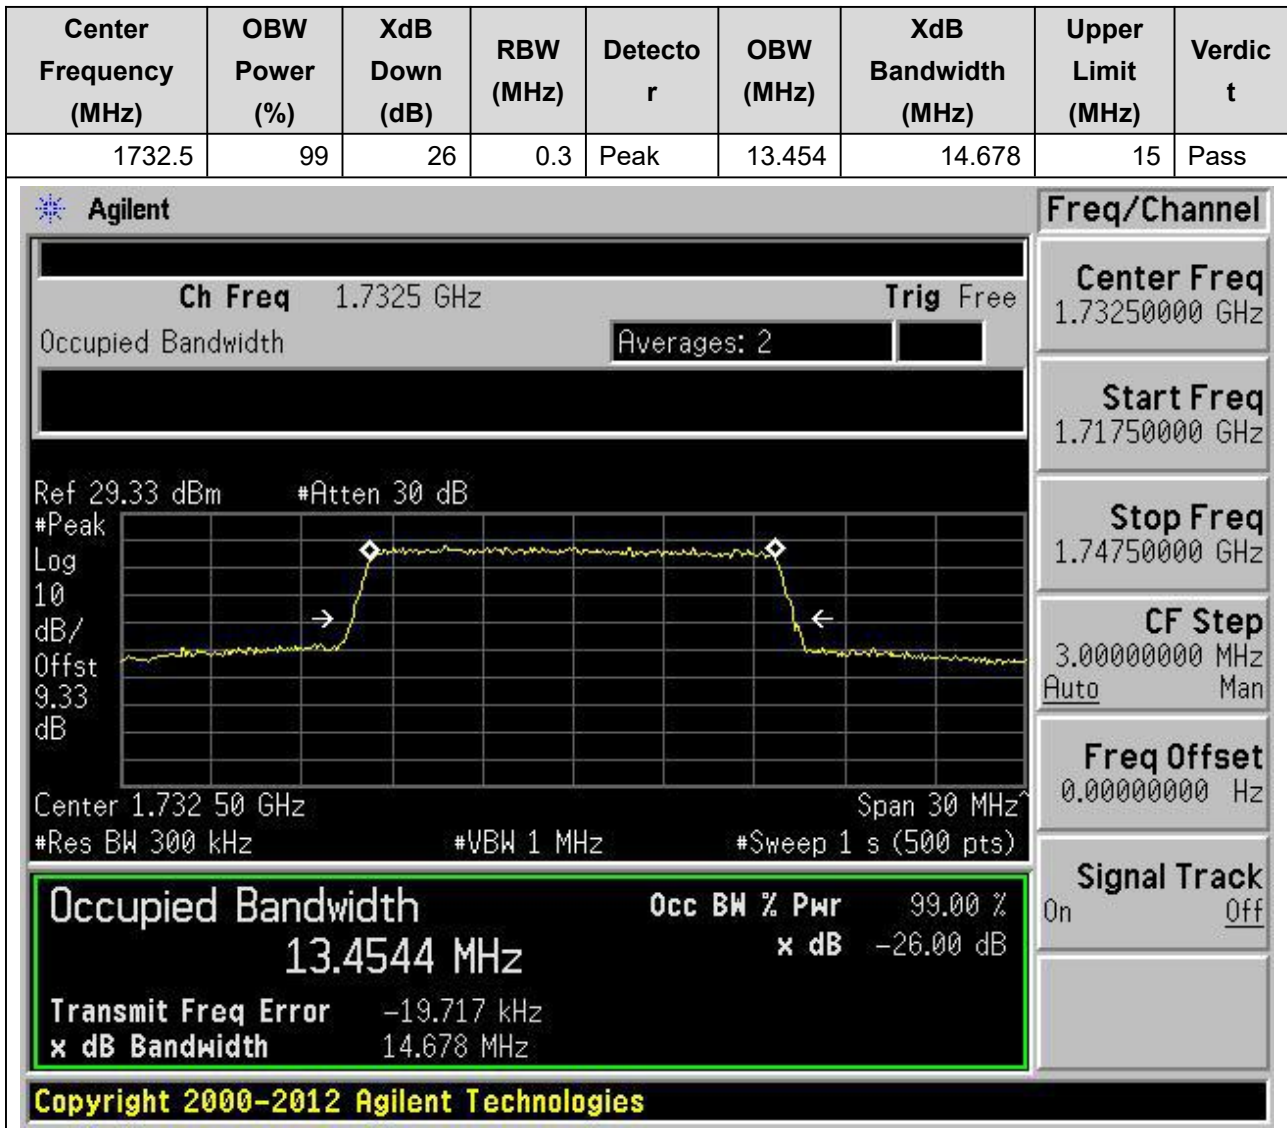 Center Frequency (MHz) OBW Power (%) XdB Down (dB) RBW (MHz) Detecto r OBW (MHz) XdB Bandwidth (MHz) Upper Limit (MHz) Verdic t
1732.5 99 26 0.3 Peak 13.454 14.678 15 Pass
Agilent
Freq/Channel
Ch Freq 1.7325 GHz Trig Free
Occupied Bandwidth Averages: 2
Center Freq
1.73250000 GHz
Start Freq
1.71750000 GHz
Stop Freq
1.74750000 GHz
CF Step
3.00000000 MHz
Auto Man
Freq Offset
0.00000000 Hz
Signal Track
On Off
Ref 29.33 dBm #Atten 30 dB
#Peak
Log
10
dB/
Offst
9.33
dB
Center 1.732 50 GHz Span 30 MHz^
#Res BW 300 kHz #VBW 1 MHz #Sweep 1 s (500 pts)
Occupied Bandwidth Occ BW % Pwr 99.00 %
13.4544 MHz x dB -26.00 dB
Transmit Freq Error -19.717 kHz
x dB Bandwidth 14.678 MHz
Copyright 2000-2012 Agilent Technologies